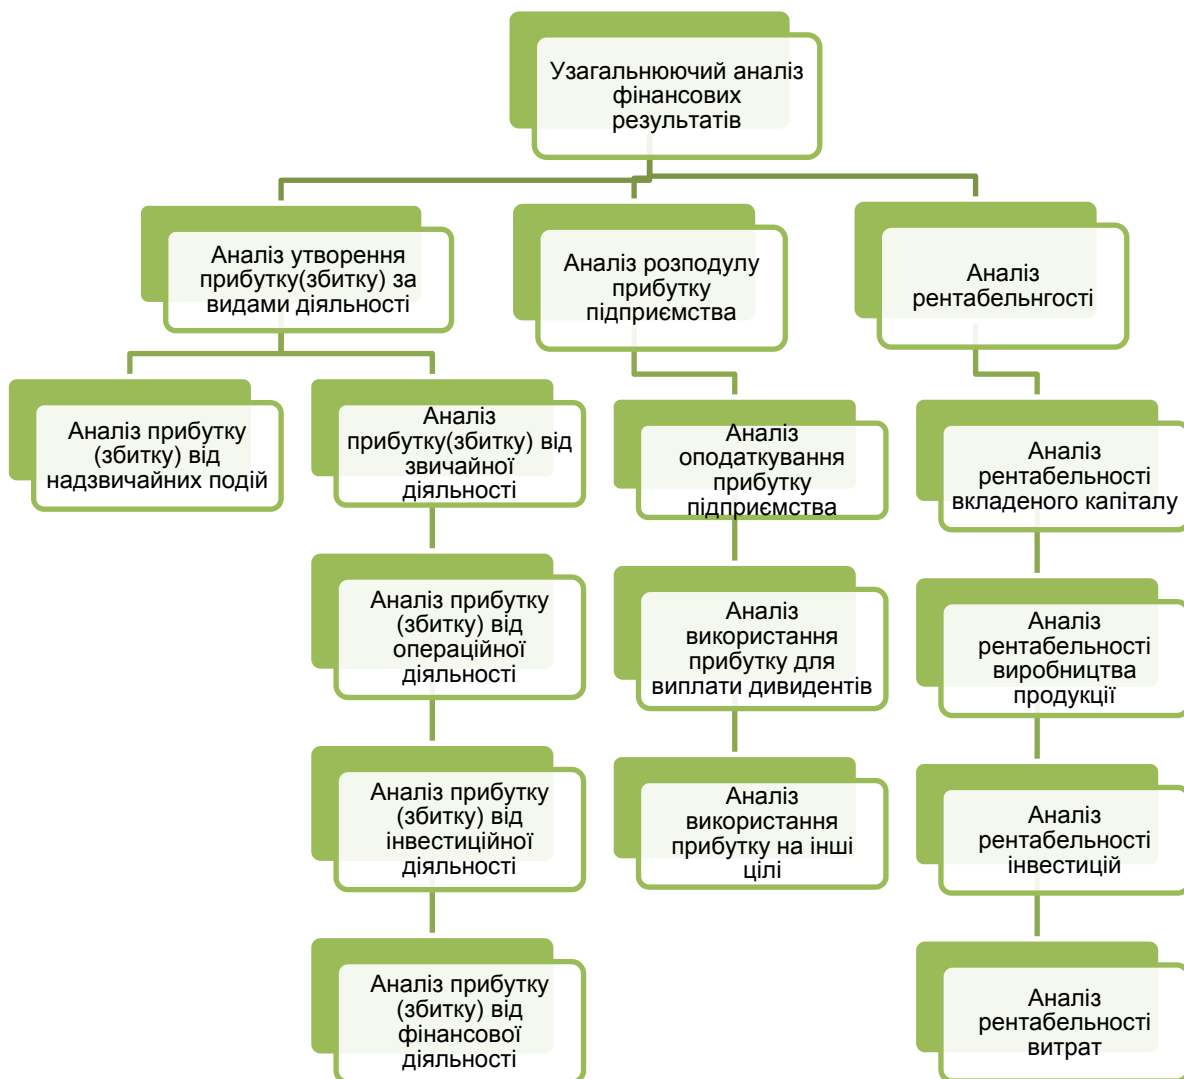 Узагальнюючий аналіз
фінансових
результатів
Аналіз утворення
прибутку(збитку) за
видами діяльності
Аналіз розподулу
прибутку
підприємства
Аналіз
рентабельнгості
Аналіз прибутку
(збитку) від
надзвичайних подій
Аналіз
прибутку(збитку) від
звичайної
діяльності
Аналіз
оподаткування
прибутку
підприємства
Аналіз
рентабельності
вкладеного капіталу
Аналіз прибутку
(збитку) від
операційної
діяльності
Аналіз
використання
прибутку для
виплати дивидентів
Аналіз
рентабельності
виробництва
продукції
Аналіз прибутку
(збитку) від
інвестиційної
діяльності
Аналіз
використання
прибутку на інші
цілі
Аналіз
рентабельності
інвестицій
Аналіз прибутку
(збитку) від
фінансової
діяльності
Аналіз
рентабельності
витрат